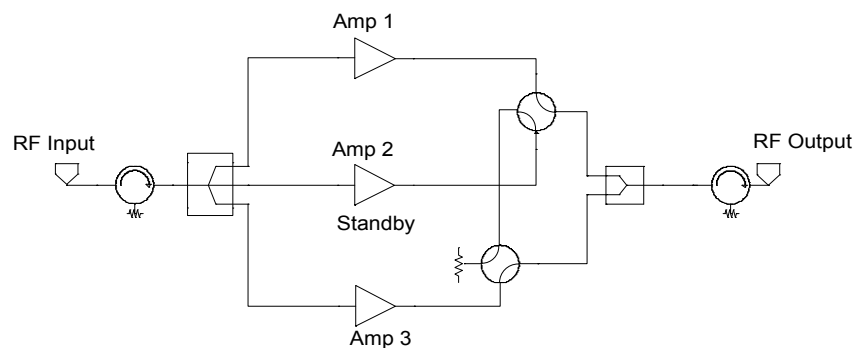 Amp 1
RF Input
Amp 2
RF Output
Standby
Amp 3